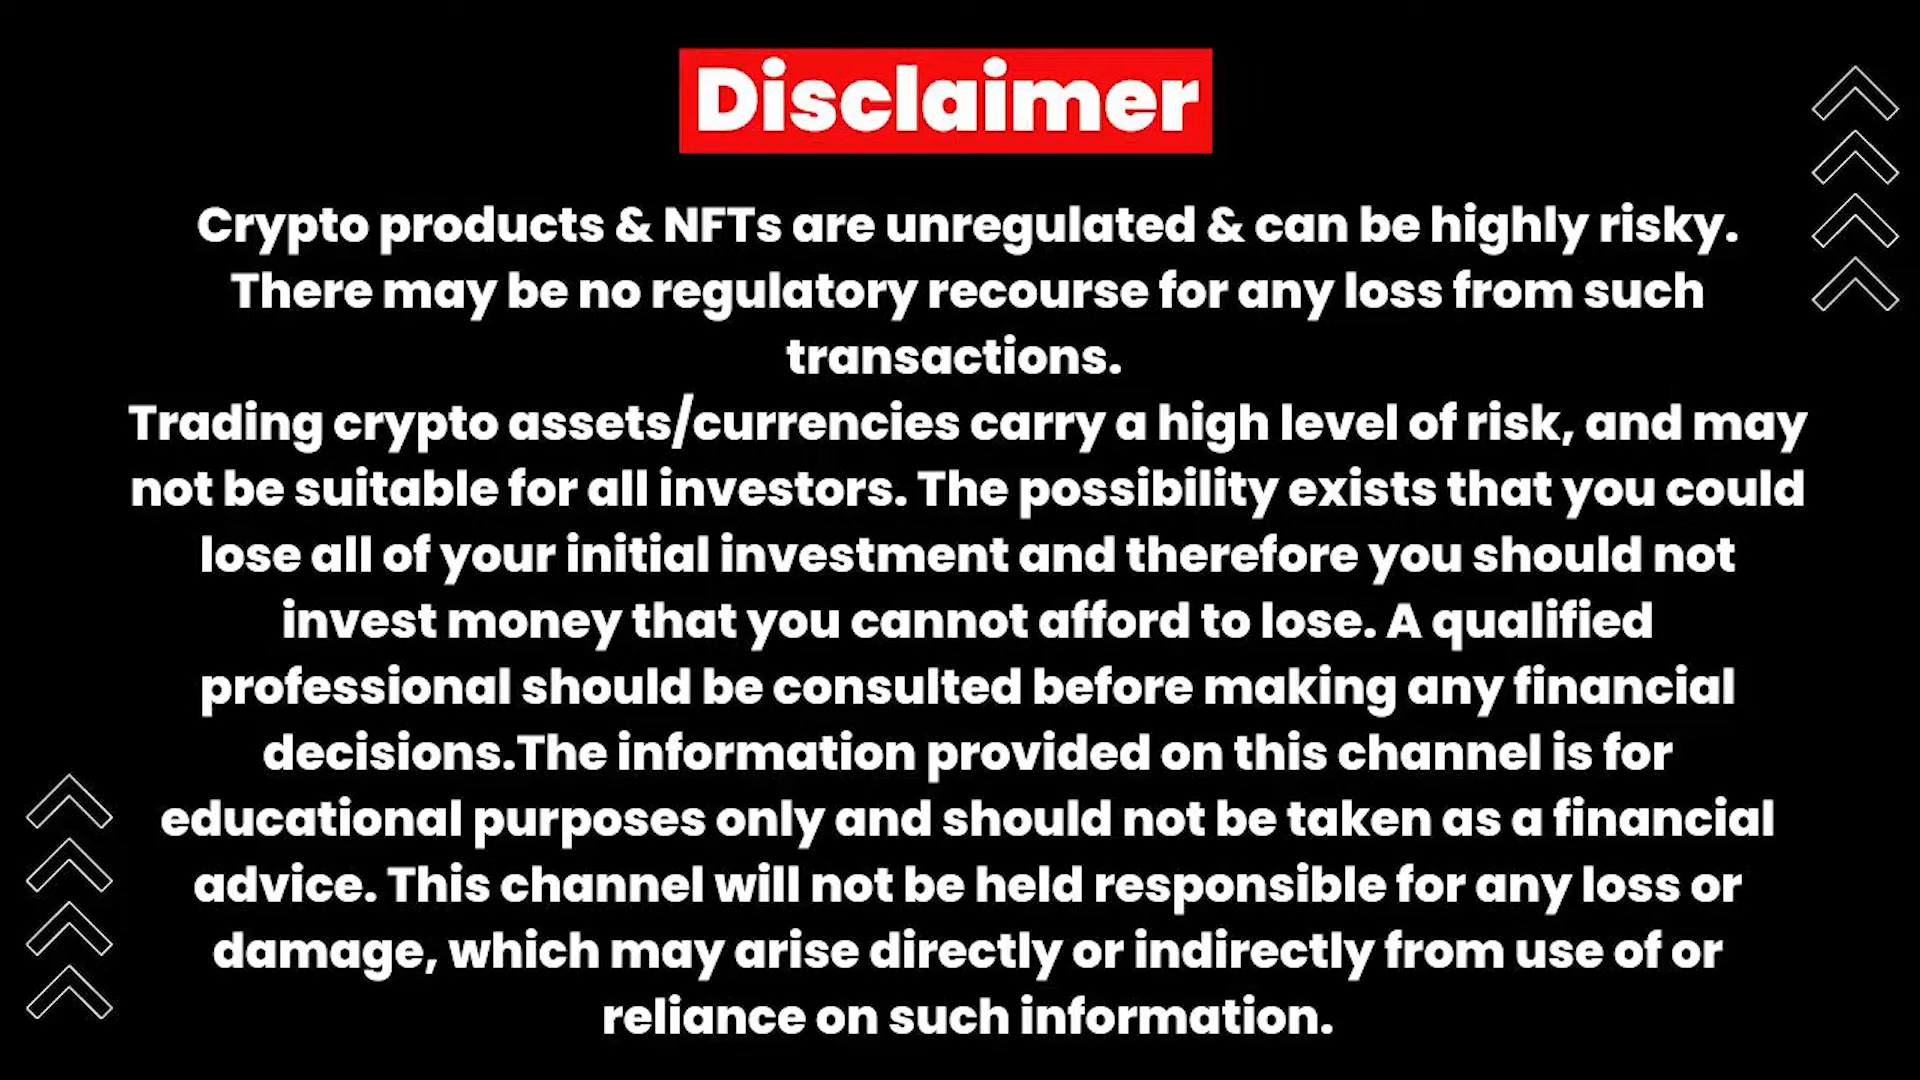 Disclaimer
Crypto products & NFTs are unregulated & can be highly risky.
There may be no regulatory recourse for any loss from such
transactions.
Trading crypto assets/currencies carry a high level of risk, and may
not be suitable for all investors. The possibility exists that you could
lose all of your initial investment and therefore you should not
invest money that you cannot afford to lose. A qualified
professional should be consulted before making any financial
decisions.The information provided on this channel is for
educational purposes only and should not be taken as a financial
advice. This channel will not be held responsible for any loss or
damage, which may arise directly or indirectly from use of or
reliance on such information.